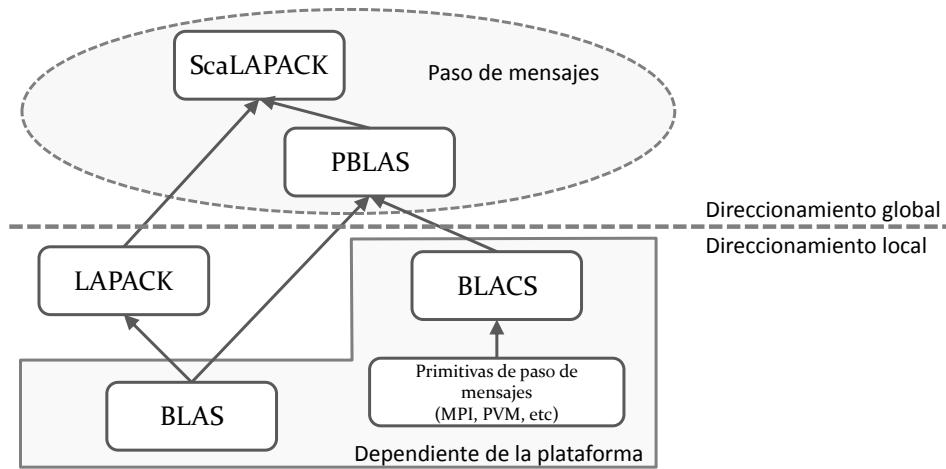 ScaLAPACK
Paso de mensajes
PBLAS
Direccionamiento global
Direccionamiento local
LAPACK
BLACS
Primitivas de paso de
mensajes
(MPI, PVM, etc)
BLAS
Dependiente de la plataforma